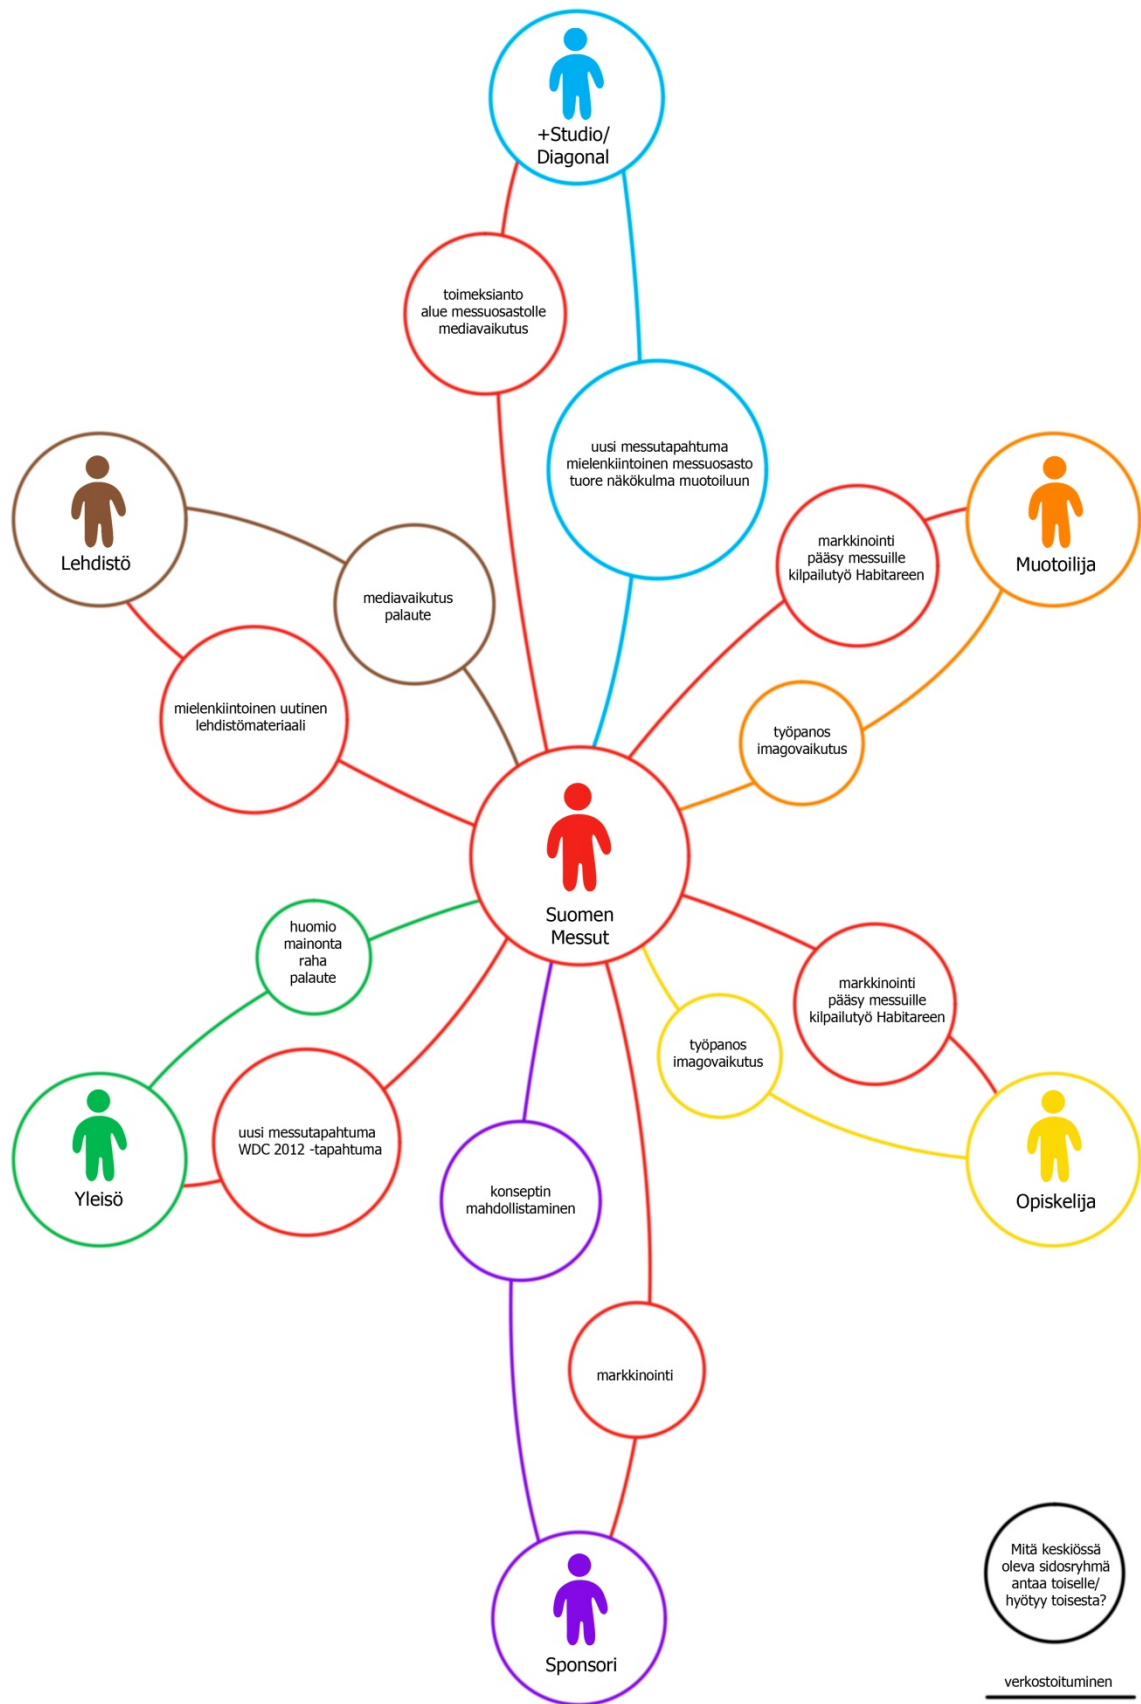 +Studio/
Diagonal
toimeksianto
alue messuosastolle
mediavaikutus
uusi messutapahtuma
mielenkiintoinen messuosasto
tuore näkökulma muotoiluun
Lehdistö
mediavaikutus
palaute
markkinointi
pääsy messuille
kilpailutyö Habitareen
Muotoilija
mielenkiintoinen uutinen
lehdistömateriaali
työpanos
imagovaikutus
Suomen
Messut
huomio
mainonta
raha
palaute
markkinointi
pääsy messuille
kilpailutyö Habitareen
työpanos
imagovaikutus
uusi messutapahtuma
WDC 2012 -tapahtuma
Yleisö
konseptin
mahdollistaminen
Opiskelija
markkinointi
Sponsori
Mitä keskiössä
oleva sidosryhmä
antaa toiselle/
hyötyy toisesta?
verkostoituminen